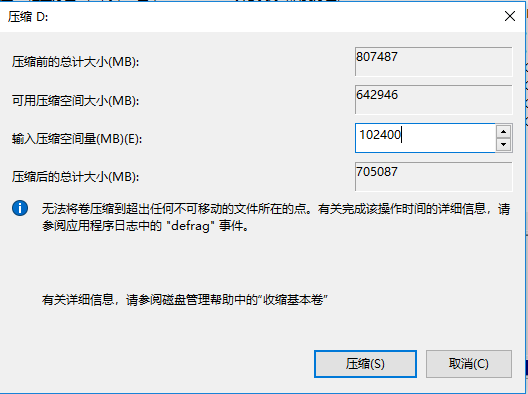 压缩 D:
压缩前的总计大小(MB): 807487
可用压缩空间大小(MB): 642946
输入压缩空间量(MB)(E): 102400
压缩后的总计大小(MB): 705087
无法将卷压缩到超出任何不可移动的文件所在的点。有关完成该操作时间的详细信息，请
参阅应用程序日志中的 "defrag" 事件。
有关详细信息，请参阅磁盘管理帮助中的“收缩基本卷”
压缩(S) 取消(C)